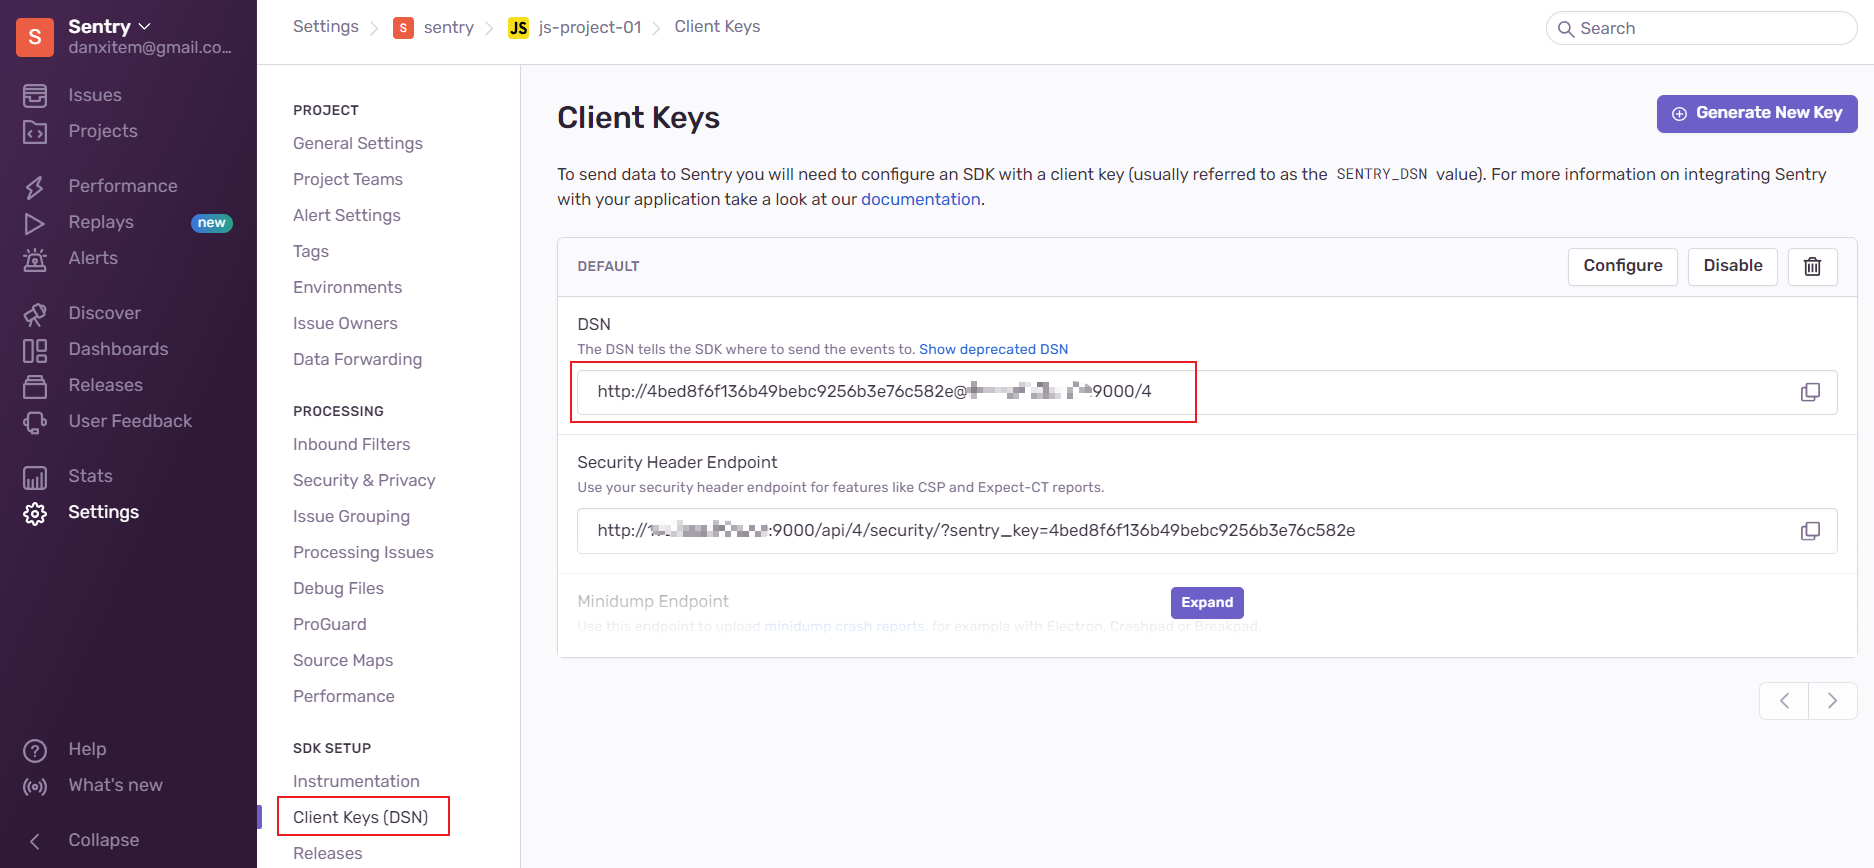 S
Sentry
danxitem@gmail.co...
Issues
Projects
Performance
Replays
new
Alerts
Discover
Dashboards
Releases
User Feedback
Stats
Settings
Help
What's new
Collapse
Settings
S sentry
JS js-project-01
Client Keys
Search
PROJECT
General Settings
Project Teams
Alert Settings
Tags
Environments
Issue Owners
Data Forwarding
PROCESSING
Inbound Filters
Security & Privacy
Issue Grouping
Processing Issues
Debug Files
ProGuard
Source Maps
Performance
SDK SETUP
Instrumentation
Client Keys (DSN)
Releases
Client Keys
Generate New Key
To send data to Sentry you will need to configure an SDK with a client key (usually referred to as the SENTRY_DSN value). For more information on integrating Sentry
with your application take a look at our documentation.
DEFAULT
Configure
Disable
DSN
The DSN tells the SDK where to send the events to. Show deprecated DSN
http://4bed8f6f136b49bebc9256b3e76c582e@ 9000/4
Security Header Endpoint
Use your security header endpoint for features like CSP and Expect-CT reports.
http:// :9000/api/4/security/?sentry_key=4bed8f6f136b49bebc9256b3e76c582e
Minidump Endpoint
Expand
Use this endpoint to upload minidump crash reports, for example with Electron, Crashpad or Breakpad.